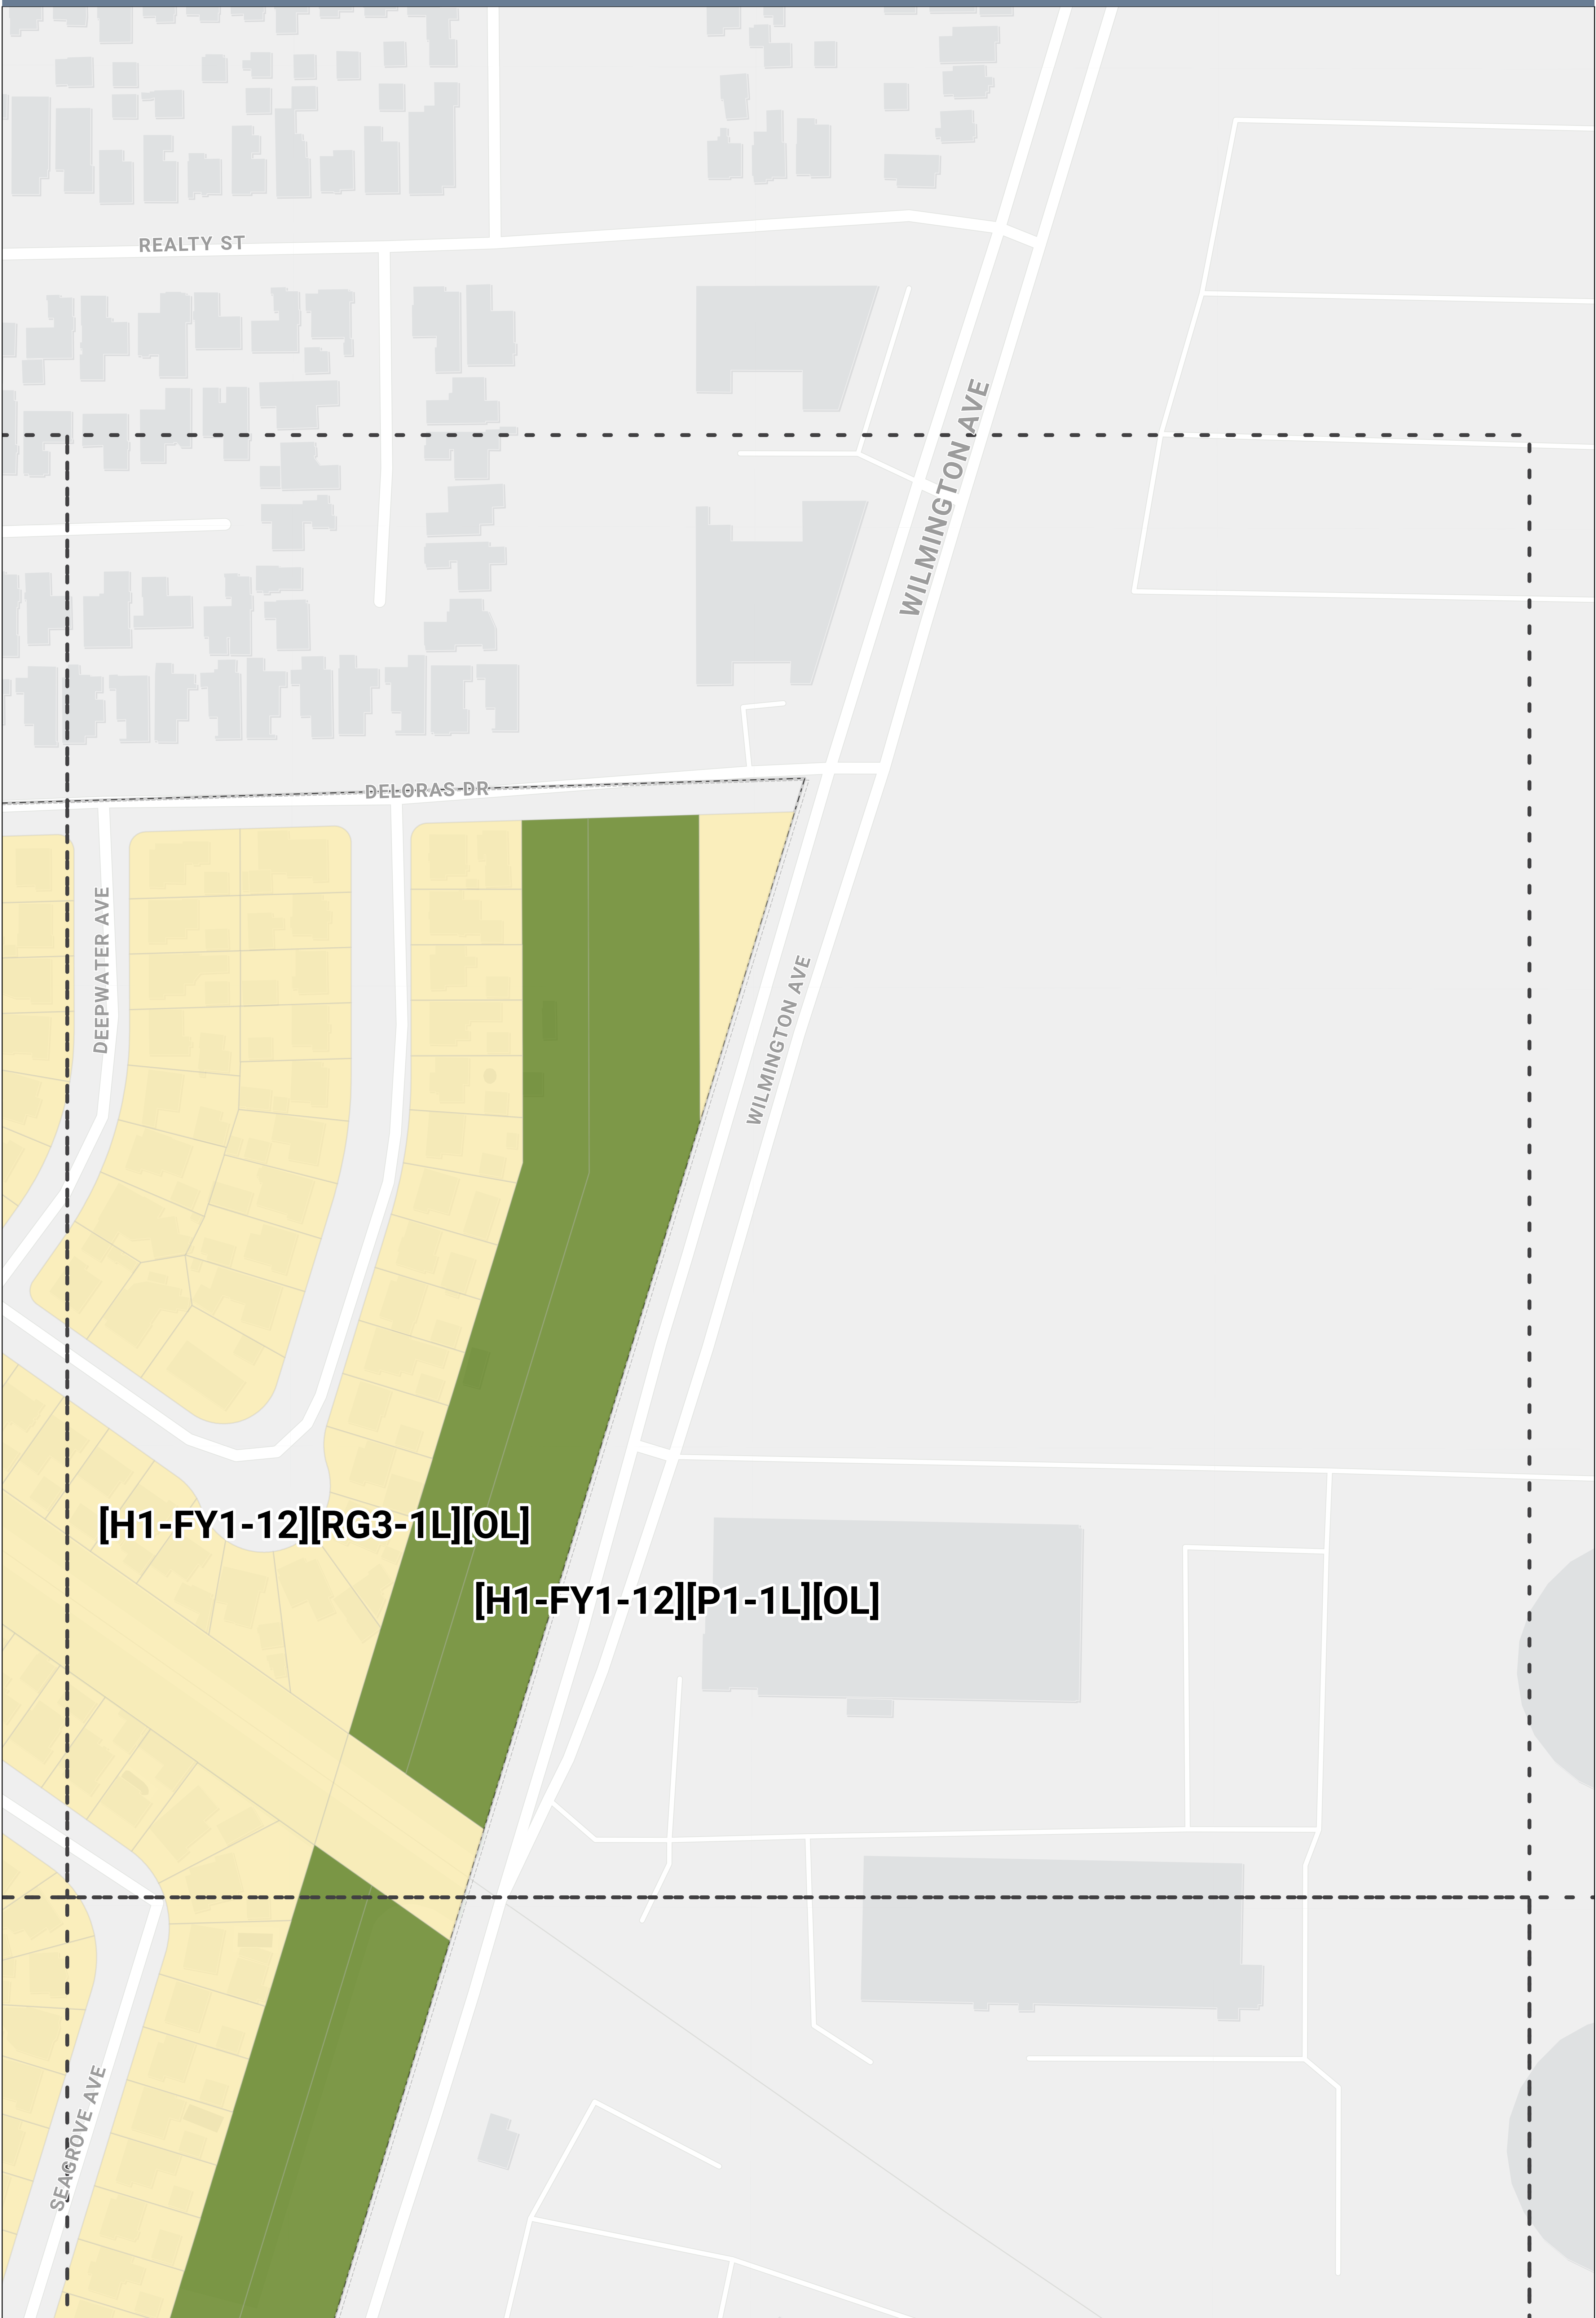 REALTY ST
WILMINGTON AVE
DELORAS DR
DEEPWATER AVE
WILMINGTON AVE
[H1-FY1-12][RG3-1L][OL]
[H1-FY1-12][P1-1L][OL]
SEAGROVE AVE